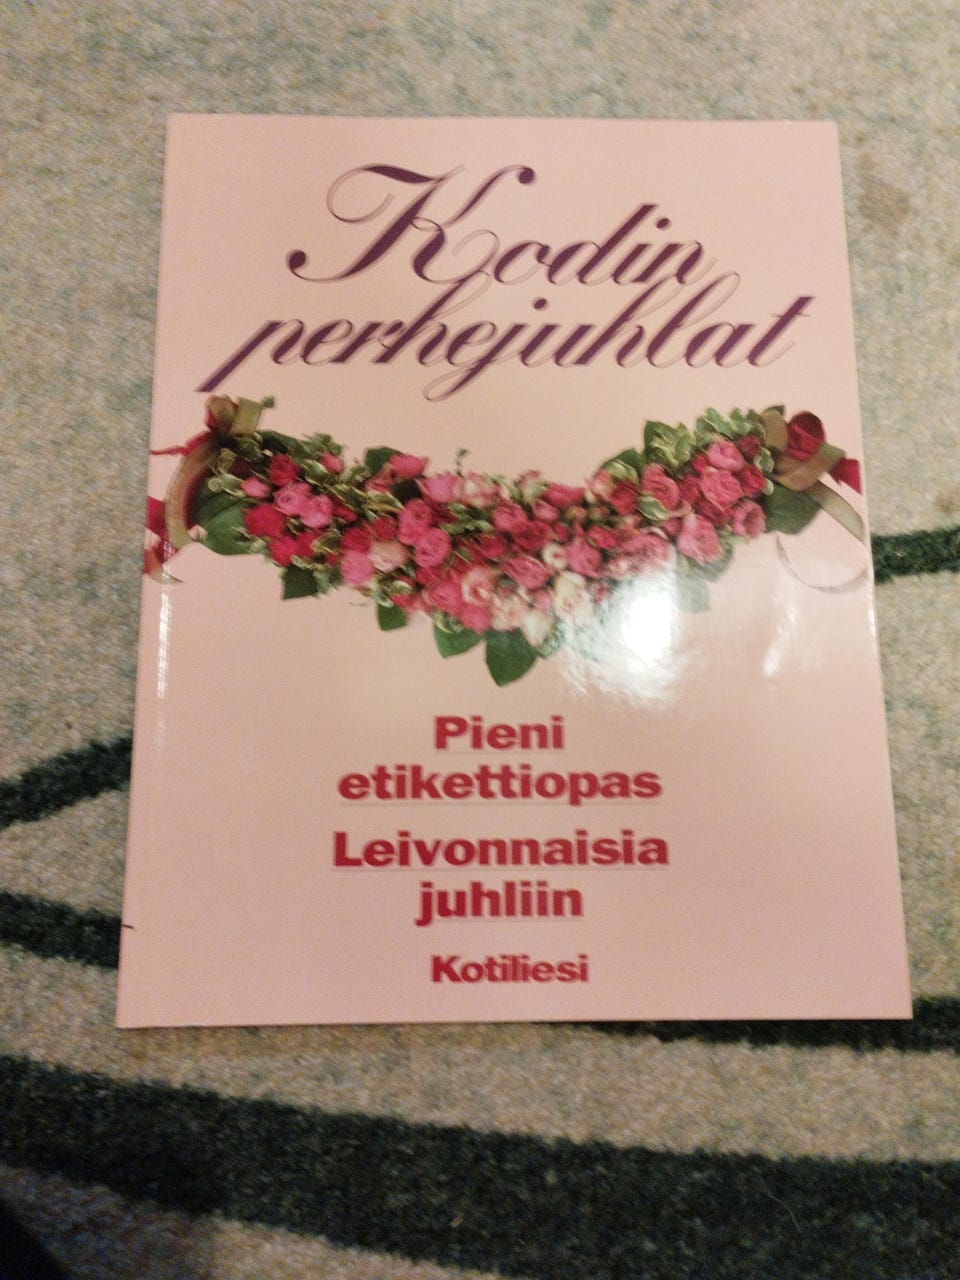 Kodin
perhejuhlat
Pieni
etikettiopas
Leivonnaisia
juhliin
Kotiliesi